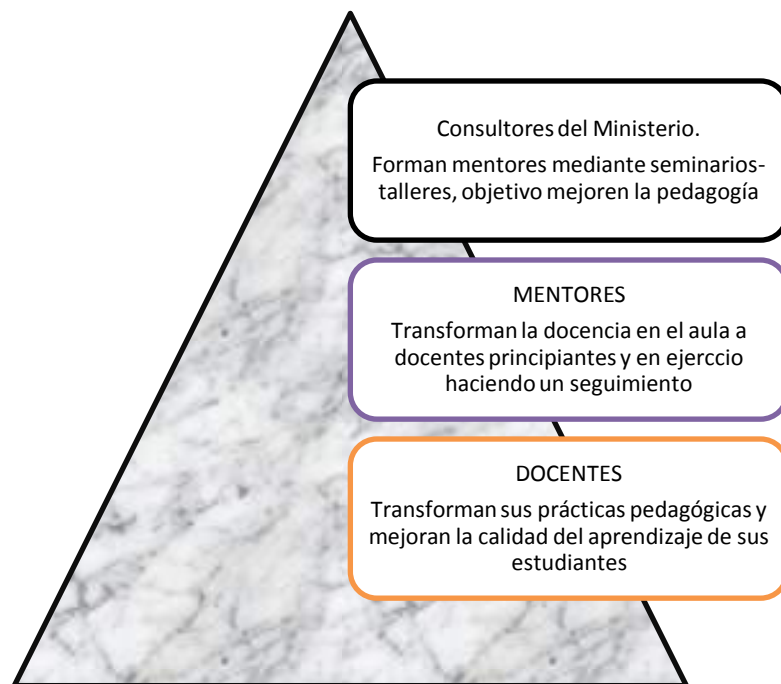 Consultores del Ministerio.
Forman mentores mediante seminarios-
talleres, objetivo mejoren la pedagogía
MENTORES
Transforman la docencia en el aula a
docentes principiantes y en ejerccio
haciendo un seguimiento
DOCENTES
Transforman sus prácticas pedagógicas y
mejoran la calidad del aprendizaje de sus
estudiantes